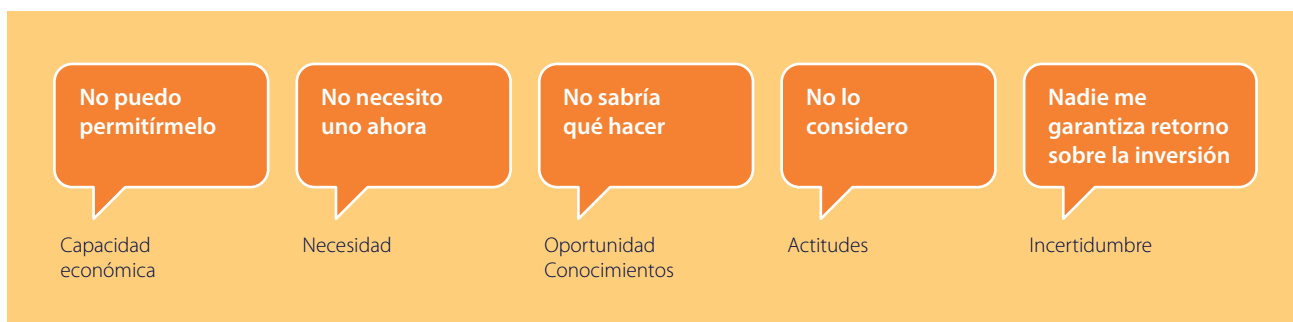 No puedo
permitírmelo
No necesito
uno ahora
No sabría
qué hacer
No lo
considero
Nadie me
garantiza retorno
sobre la inversión
Capacidad
económica
Necesidad
Oportunidad
Conocimientos
Actitudes
Incertidumbre